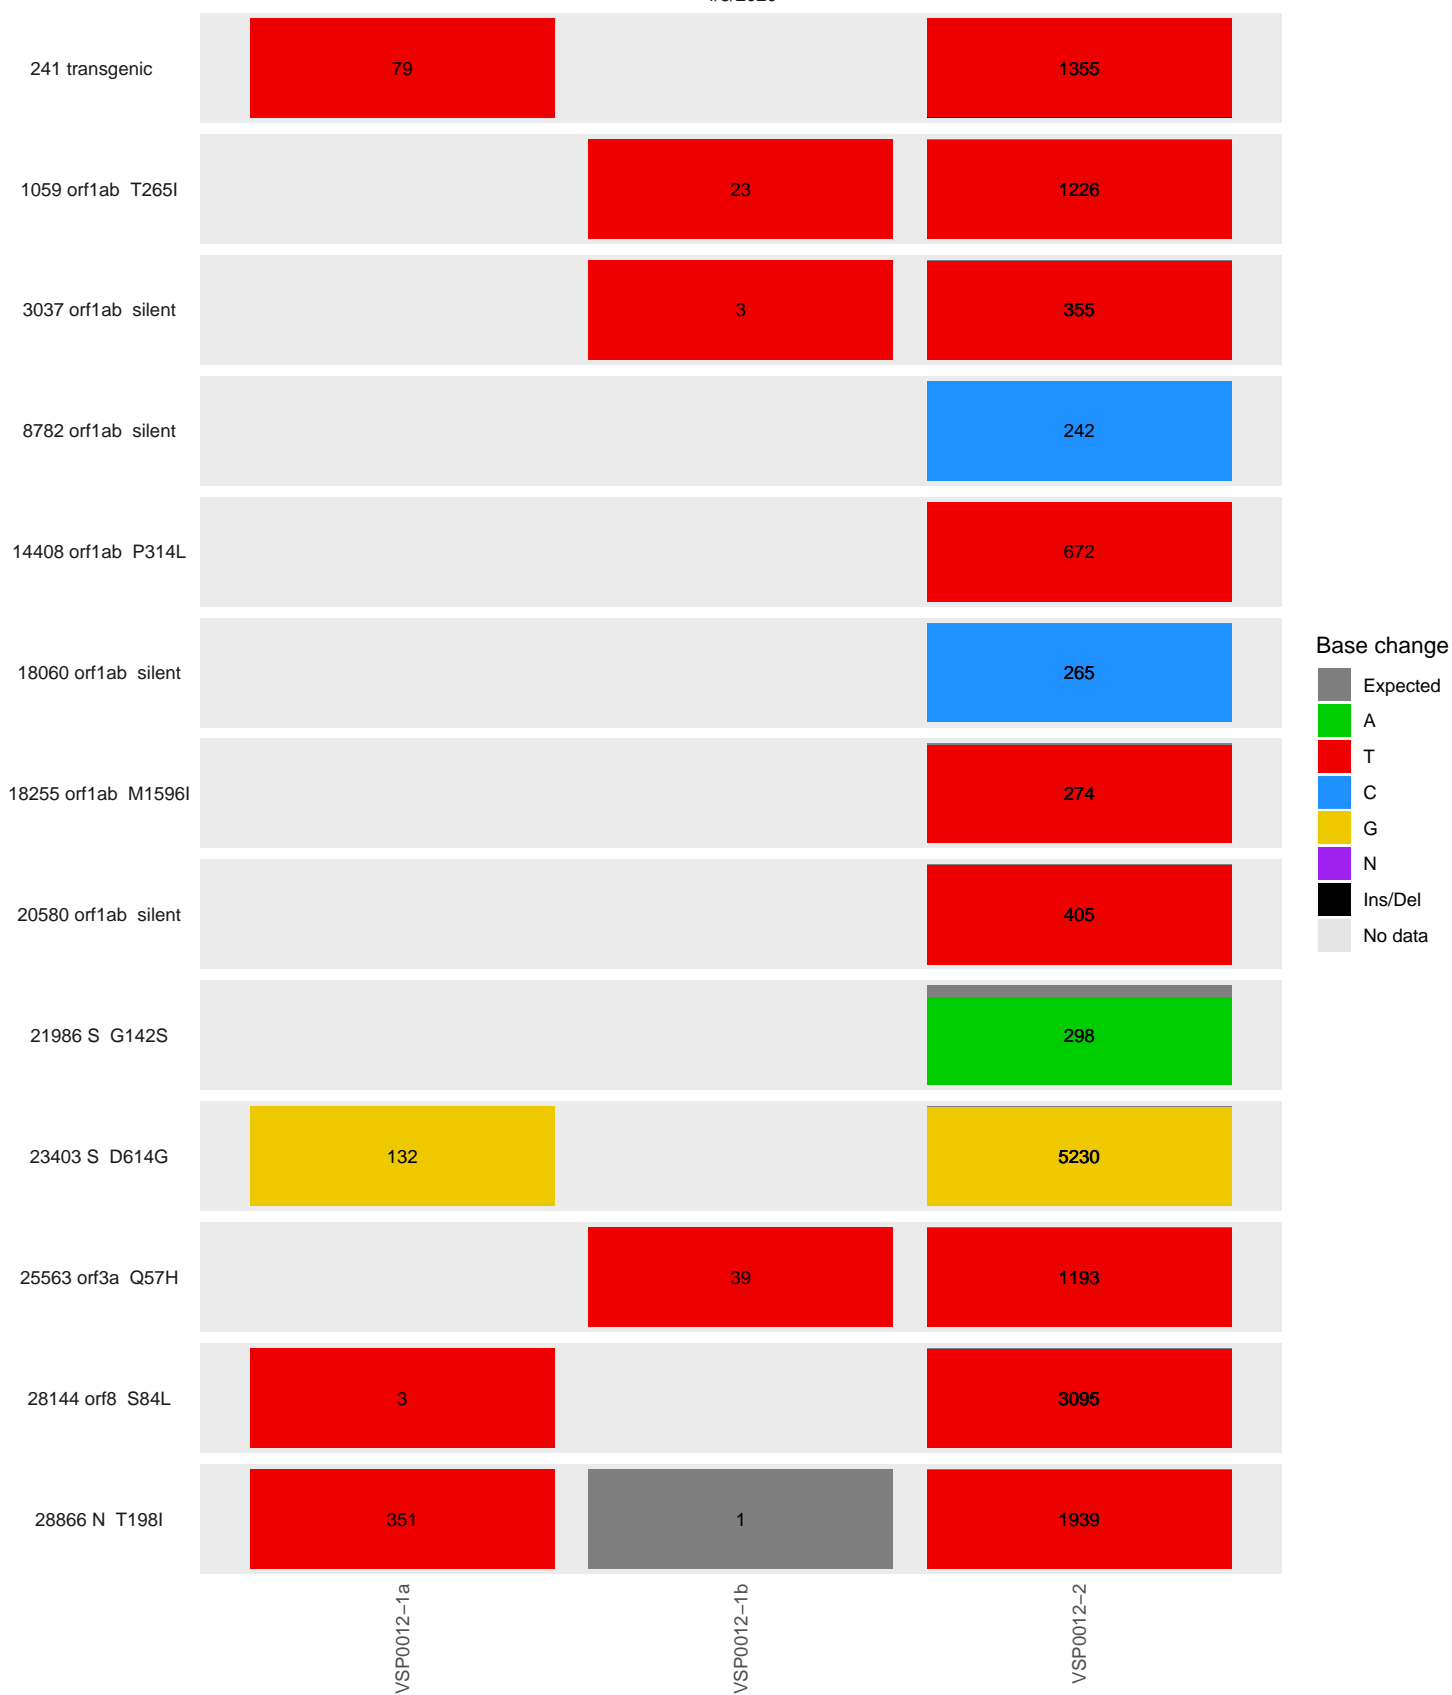 241 transgenic 79 1355
1059 orf1ab T265I 23 1226
3037 orf1ab silent 3 355
8782 orf1ab silent 242
14408 orf1ab P314L 672
18060 orf1ab silent 265
18255 orf1ab M1596I 274
20580 orf1ab silent 405
21986 S G142S 298
23403 S D614G 132 5230
25563 orf3a Q57H 39 1193
28144 orf8 S84L 3 3095
28866 N T198I 351 1 1939
VSP0012−1a
VSP0012−1b
VSP0012−2
Base change
Expected
A
T
C
G
N
Ins/Del
No data